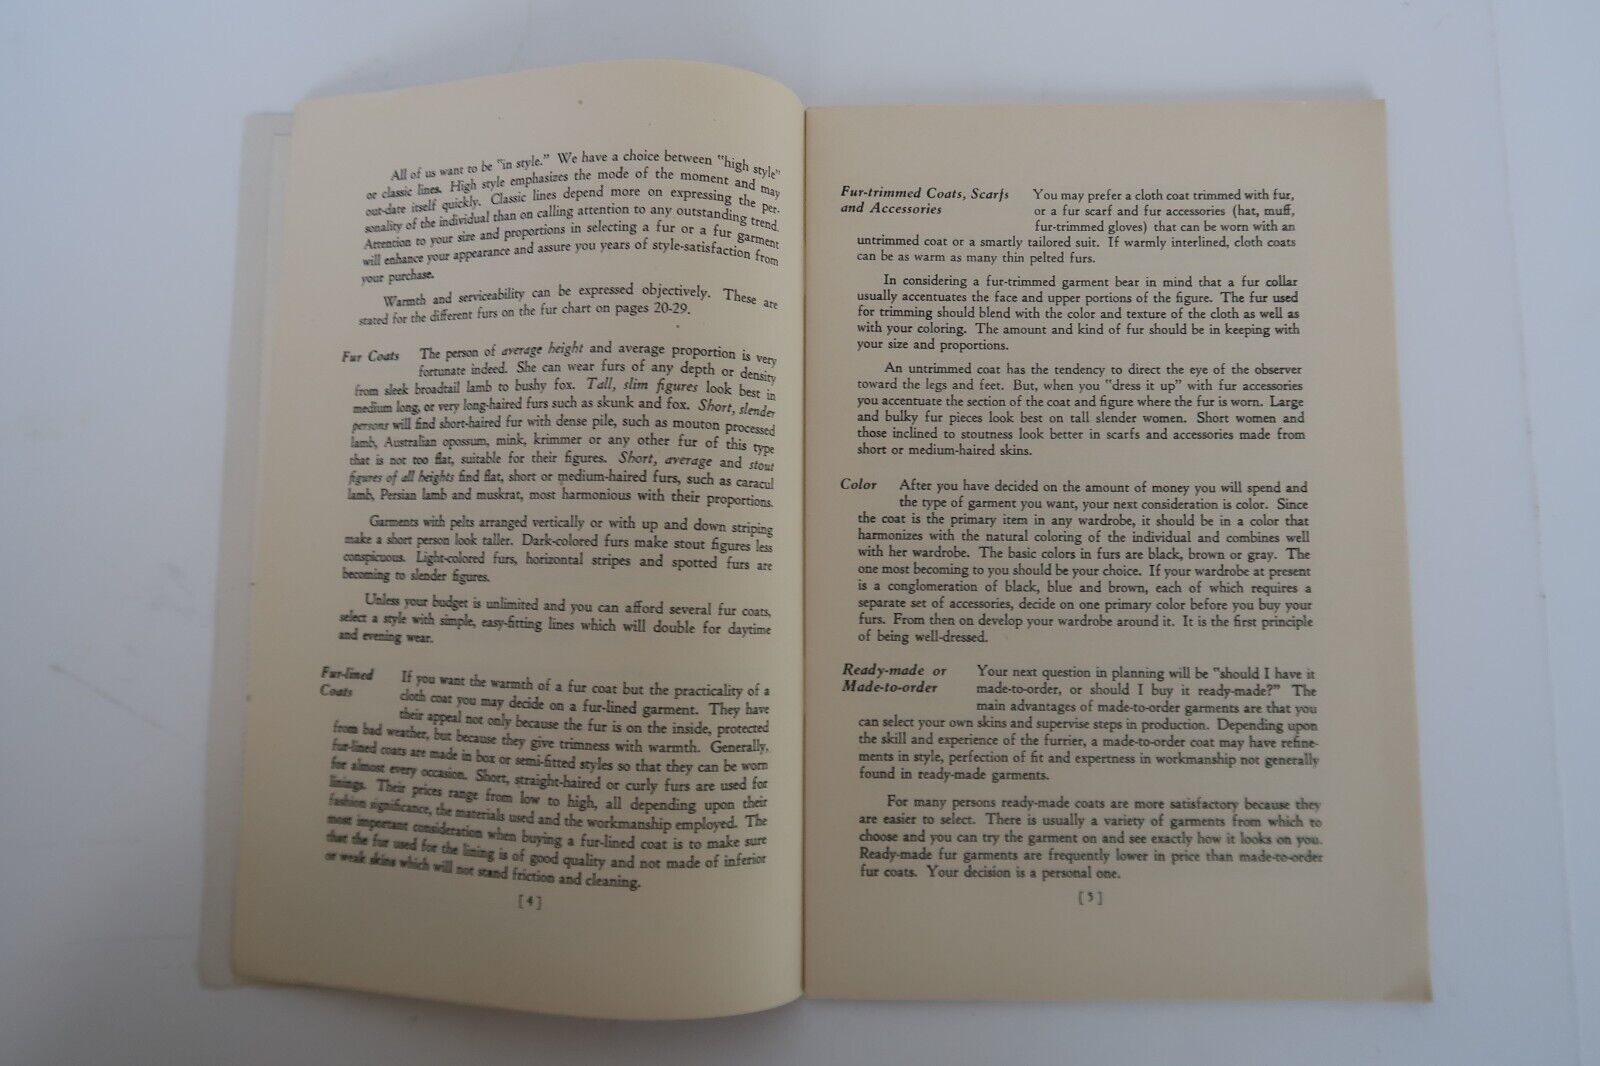 All of us want to be "in style." We have a choice between "high style"
or classic lines. High style emphasizes the mode of the moment and may
out-date itself quickly. Classic lines depend more on expressing the per-
sonality of the individual than on calling attention to any outstanding trend.
Attention to your size and proportions in selecting a fur or a fur garment
will enhance your appearance and assure you years of style-satisfaction from
your purchase.
Warmth and serviceability can be expressed objectively. These are
stated for the different furs on the fur chart on pages 20-29.
Fur Coats The person of average height and average proportion is very
fortunate indeed. She can wear furs of any depth or density
from sleek broadtail lamb to bushy fox. Tall, slim figures look best in
medium long, or very long-haired furs such as skunk and fox. Short, slender
persons will find short-haired fur with dense pile, such as mouton processed
lamb, Australian opossum, mink, krimmer or any other fur of this type
that is not too flat, suitable for their figures. Short, average and stout
figures of all heights find flat, short or medium-haired furs, such as caracul
lamb, Persian lamb and muskrat, most harmonious with their proportions.
Garments with pelts arranged vertically or with up and down striping
make a short person look taller. Dark-colored furs make stout figures less
conspicuous. Light-colored furs, horizontal stripes and spotted furs are
becoming to slender figures.
Unless your budget is unlimited and you can afford several fur coats,
select a style with simple, easy-fitting lines which will double for daytime
and evening wear.
Fur-lined If you want the warmth of a fur coat but the practicality of a
Coats cloth coat you may decide on a fur-lined garment. They have
their appeal not only because the fur is on the inside, protected
from bad weather, but because they give trimness with warmth. Generally,
fur-lined coats are made in box or semi-fitted styles so that they can be worn
for almost every occasion. Short, straight-haired or curly furs are used for
linings. Their prices range from low to high, all depending upon their
fashion significance, the materials used and the workmanship employed. The
most important consideration when buying a fur-lined coat is to make sure
that the fur used for the lining is of good quality and not made of inferior
or weak skins which will not stand friction and cleaning.
[ 4 ]
Fur-trimmed Coats, Scarfs You may prefer a cloth coat trimmed with fur,
and Accessories or a fur scarf and fur accessories (hat, muff,
fur-trimmed gloves) that can be worn with an
untrimmed coat or a smartly tailored suit. If warmly interlined, cloth coats
can be as warm as many thin pelted furs.
In considering a fur-trimmed garment bear in mind that a fur collar
usually accentuates the face and upper portions of the figure. The fur used
for trimming should blend with the color and texture of the cloth as well as
with your coloring. The amount and kind of fur should be in keeping with
your size and proportions.
An untrimmed coat has the tendency to direct the eye of the observer
toward the legs and feet. But, when you "dress it up" with fur accessories
you accentuate the section of the coat and figure where the fur is worn. Large
and bulky fur pieces look best on tall slender women. Short women and
those inclined to stoutness look better in scarfs and accessories made from
short or medium-haired skins.
Color After you have decided on the amount of money you will spend and
the type of garment you want, your next consideration is color. Since
the coat is the primary item in any wardrobe, it should be in a color that
harmonizes with the natural coloring of the individual and combines well
with her wardrobe. The basic colors in furs are black, brown or gray. The
one most becoming to you should be your choice. If your wardrobe at present
is a conglomeration of black, blue and brown, each of which requires a
separate set of accessories, decide on one primary color before you buy your
furs. From then on develop your wardrobe around it. It is the first principle
of being well-dressed.
Ready-made or Your next question in planning will be "should I have it
Made-to-order made-to-order, or should I buy it ready-made?" The
main advantages of made-to-order garments are that you
can select your own skins and supervise steps in production. Depending upon
the skill and experience of the furrier, a made-to-order coat may have refine-
ments in style, perfection of fit and expertness in workmanship not generally
found in ready-made garments.
For many persons ready-made coats are more satisfactory because they
are easier to select. There is usually a variety of garments from which to
choose and you can try the garment on and see exactly how it looks on you.
Ready-made fur garments are frequently lower in price than made-to-order
fur coats. Your decision is a personal one.
[ 5 ]